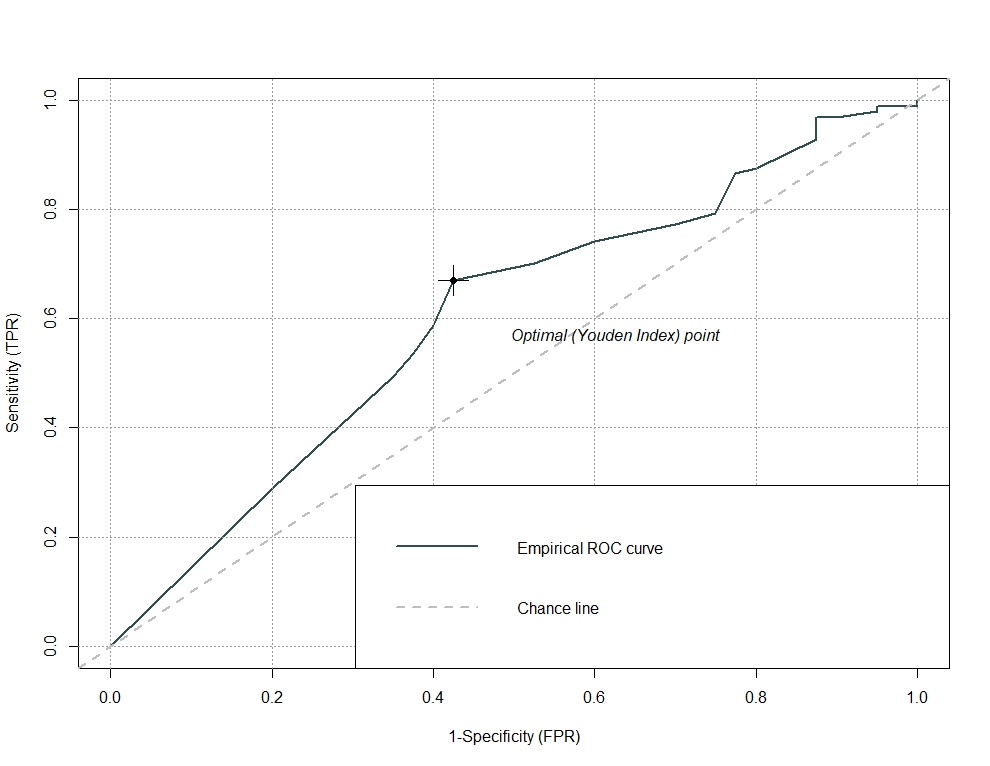 Sensitivity (TPR)
1.0
0.8
0.6
0.4
0.2
0.0
Optimal (Youden Index) point
Empirical ROC curve
Chance line
0.0 0.2 0.4 0.6 0.8 1.0
1-Specificity (FPR)